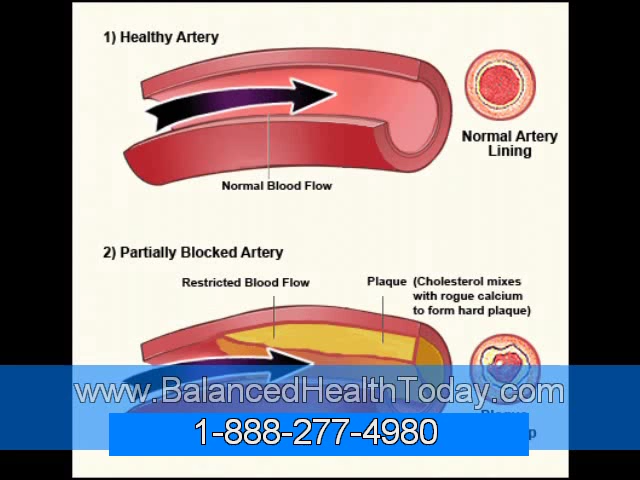 1) Healthy Artery
Normal Artery
Lining
Normal Blood Flow
2) Partially Blocked Artery
Restricted Blood Flow
Plaque (Cholesterol mixes
with rogue calcium
to form hard plaque)
www.BalancedHealthToday.com
1-888-277-4980